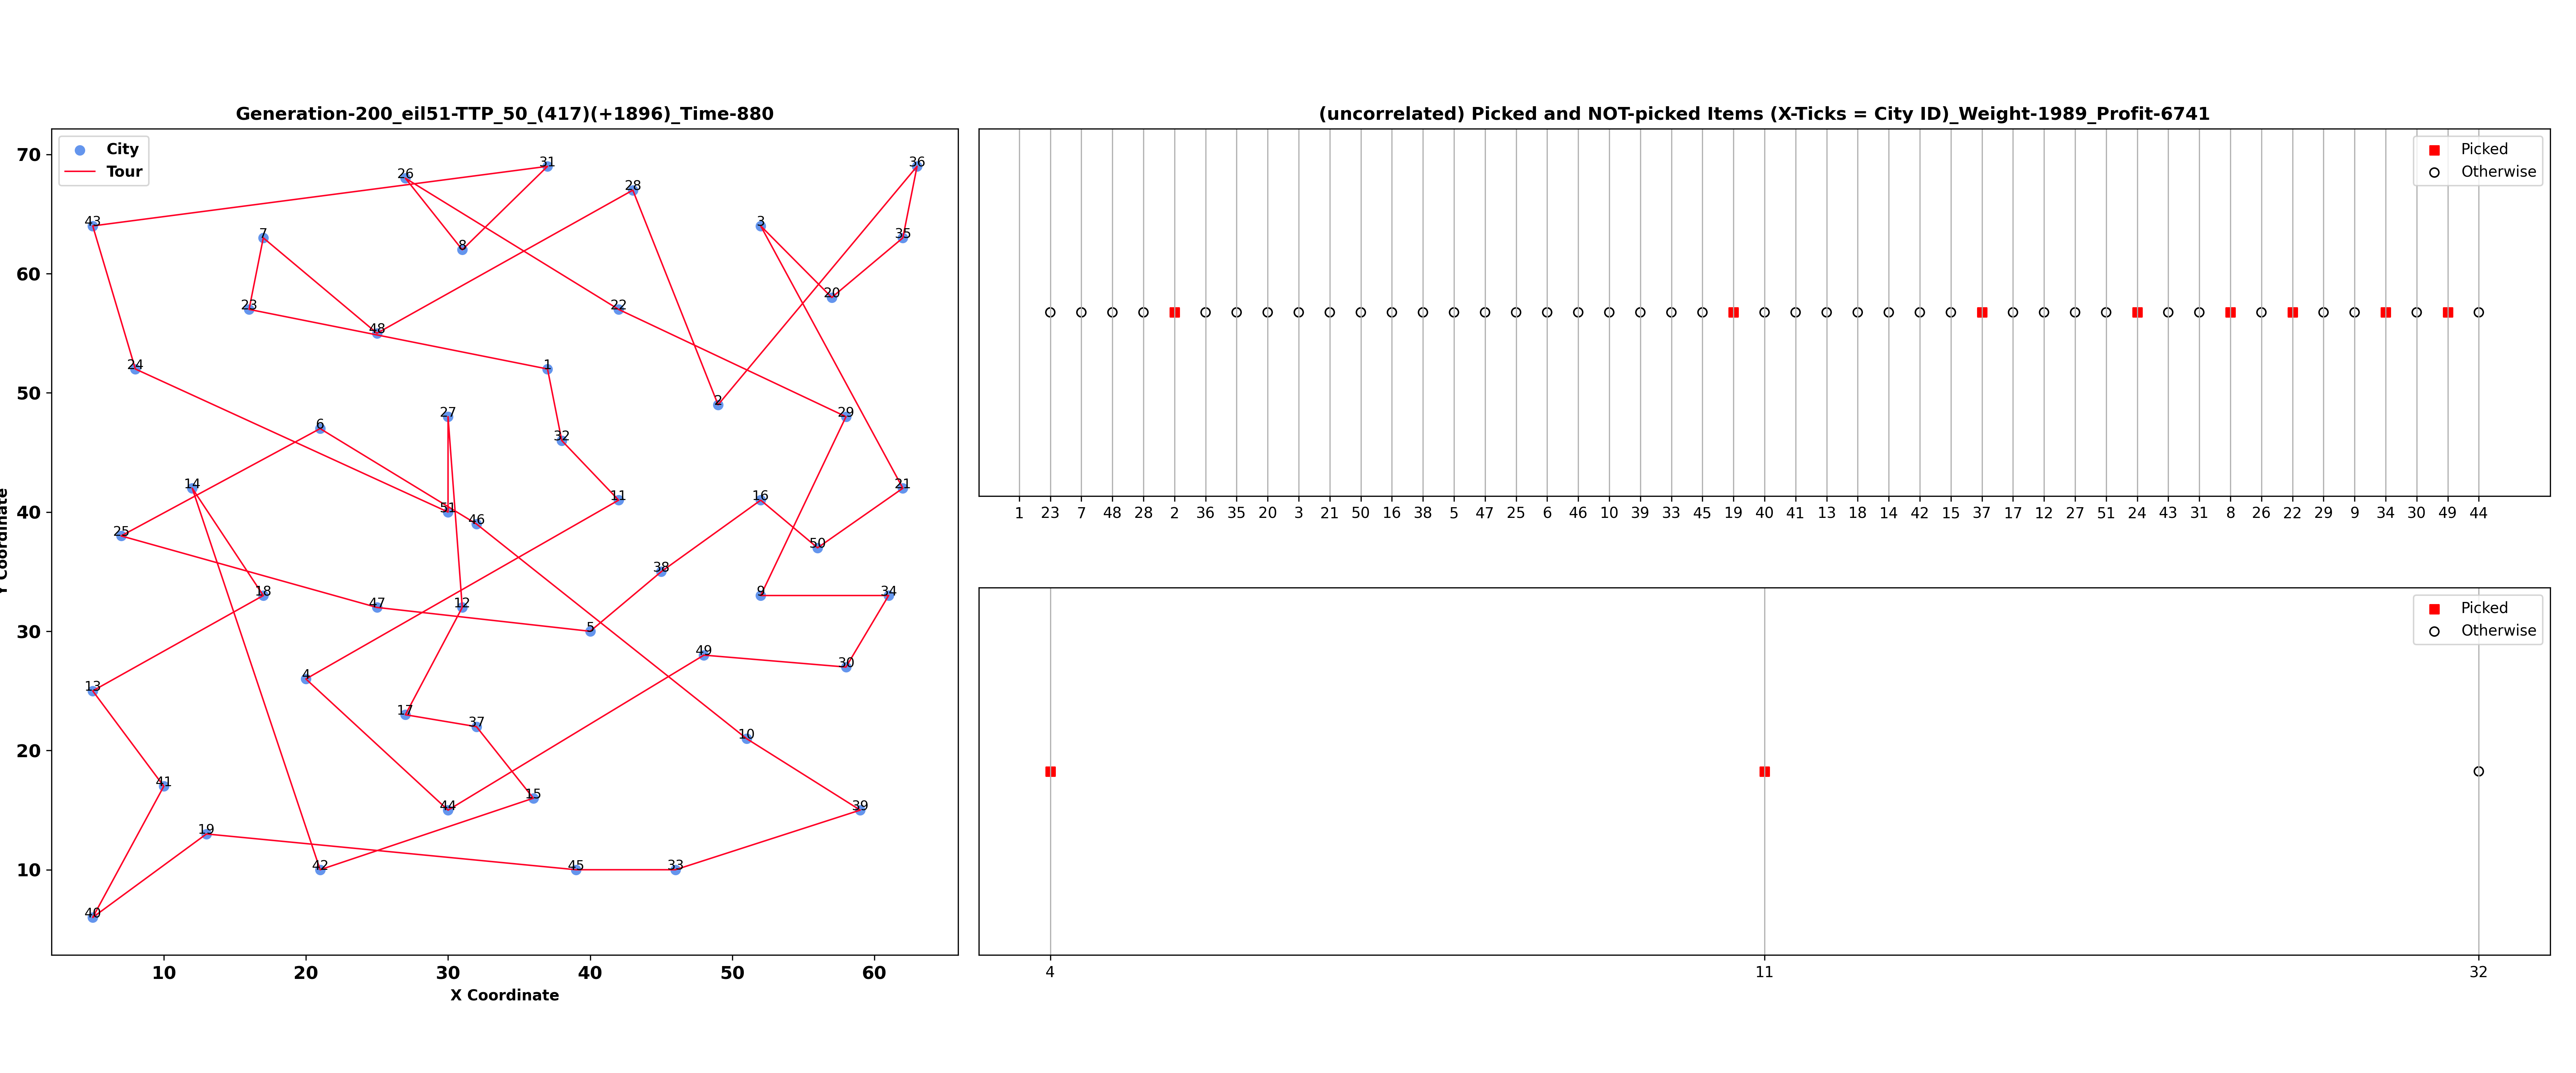 Generation-200_eil51-TTP_50_(417)(+1896)_Time-880
City
Tour
Y Coordinate
70
60
50
40
30
20
10
10 20 30 40 50 60
X Coordinate
26 31 28 36
43 7 8 3 35
23 48 22 20
24 1
6 27 32 2 29
14 51 46 11 16 21
25 38 50
18 47 12 5 9 34
13 4 49 30
17 37 10
41 44 15 39
19 42 45 33
40
(uncorrelated) Picked and NOT-picked Items (X-Ticks = City ID)_Weight-1989_Profit-6741
Picked
Otherwise
1 23 7 48 28 2 36 35 20 3 21 50 16 38 5 47 25 6 46 10 39 33 45 19 40 41 13 18 14 42 15 37 17 12 27 51 24 43 31 8 26 22 29 9 34 30 49 44
Picked
Otherwise
4 11 32